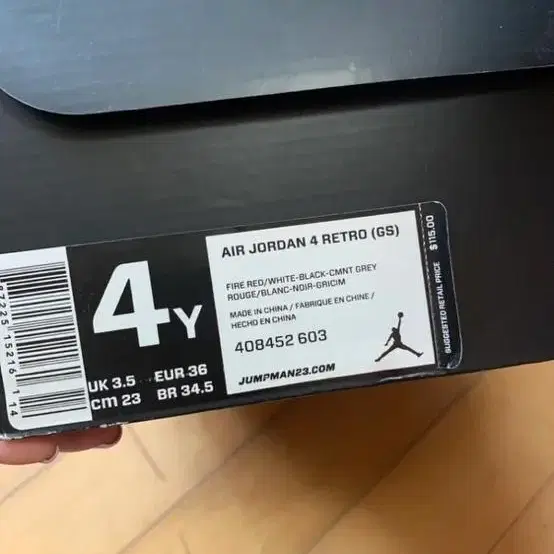 AIR JORDAN 4 RETRO (GS)
FIRE RED/WHITE-BLACK-CMNT GREY
ROUGE/BLANC-NOIR-GRICIM
MADE IN CHINA / FABRIQUE EN CHINE /
HECHO EN CHINA
408452 603
JUMPMAN23.COM
4Y
UK 3.5 EUR 36
CM 23 BR 34.5
SUGGESTED RETAIL PRICE $115.00